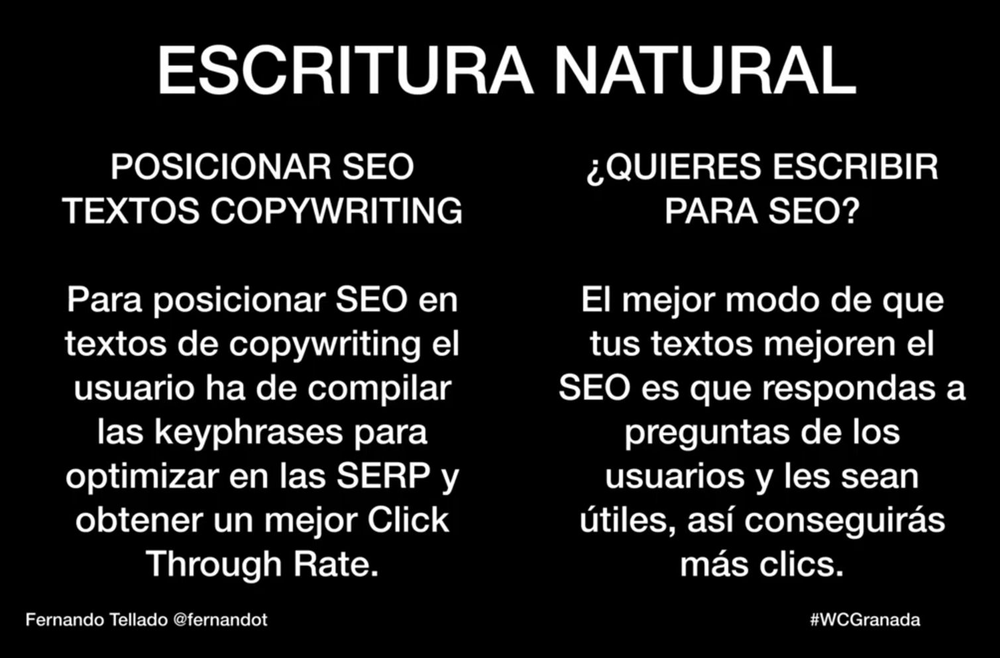 ESCRITURA NATURAL
POSICIONAR SEO
TEXTOS COPYWRITING
Para posicionar SEO en
textos de copywriting el
usuario ha de compilar
las keyphrases para
optimizar en las SERP y
obtener un mejor Click
Through Rate.
¿QUIERES ESCRIBIR
PARA SEO?
El mejor modo de que
tus textos mejoren el
SEO es que respondas a
preguntas de los
usuarios y les sean
útiles, así conseguirás
más clics.
Fernando Tellado @fernandot
#WCGranada